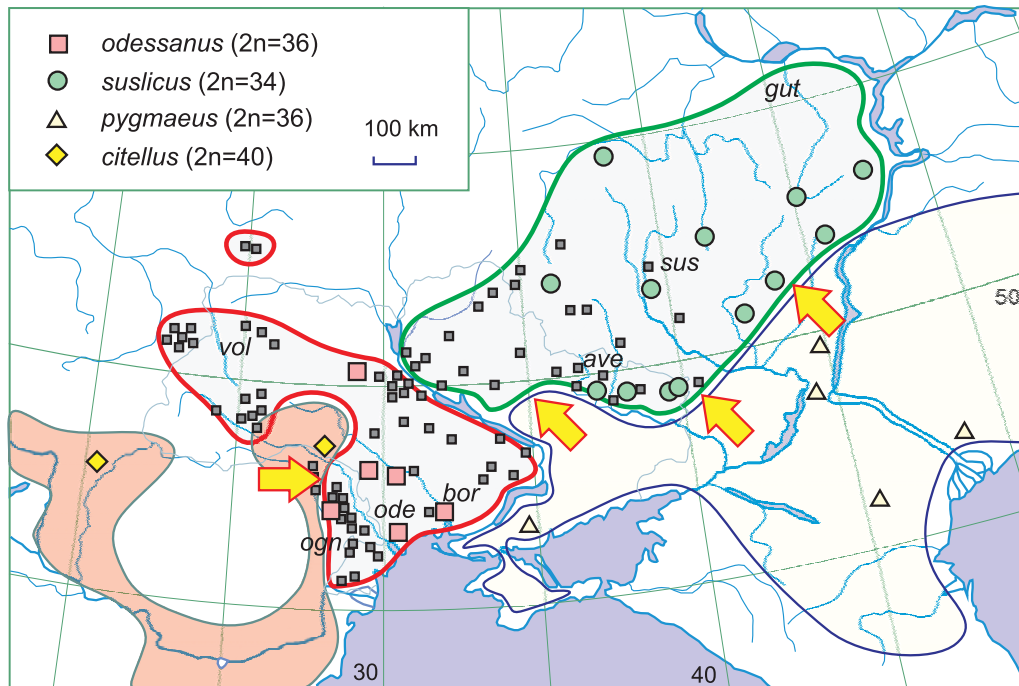 odessanus (2n=36)
suslicus (2n=34)
pygmaeus (2n=36)
citellus (2n=40)
100 km
gut
sus
50
vol
ave
bor
ode
ogn
30
40